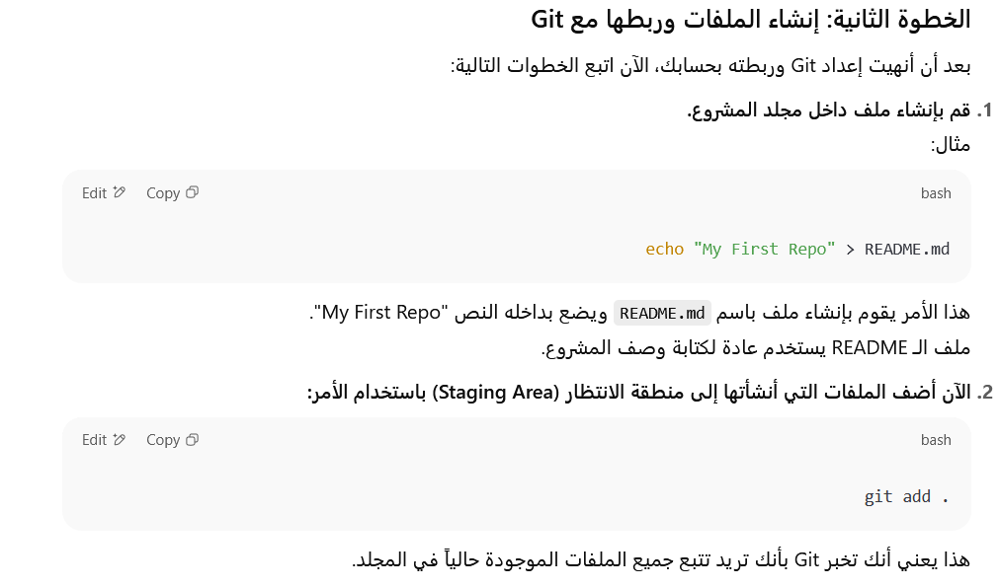 الخطوة الثانية: إنشاء الملفات وربطها مع Git
بعد أن أنهيت إعداد Git وربطته بحسابك، الآن اتبع الخطوات التالية:
1. قم بإنشاء ملف داخل مجلد المشروع.
مثال:
bash Copy Edit
echo "My First Repo" > README.md
هذا الأمر يقوم بإنشاء ملف باسم README.md ويضع بداخله النص "My First Repo".
ملف الـ README يستخدم عادة لكتابة وصف المشروع.
2. الآن أضف الملفات التي أنشأتها إلى منطقة الانتظار (Staging Area) باستخدام الأمر:
bash Copy Edit
git add .
هذا يعني أنك تخبر Git بأنك تريد تتبع جميع الملفات الموجودة حالياً في المجلد.